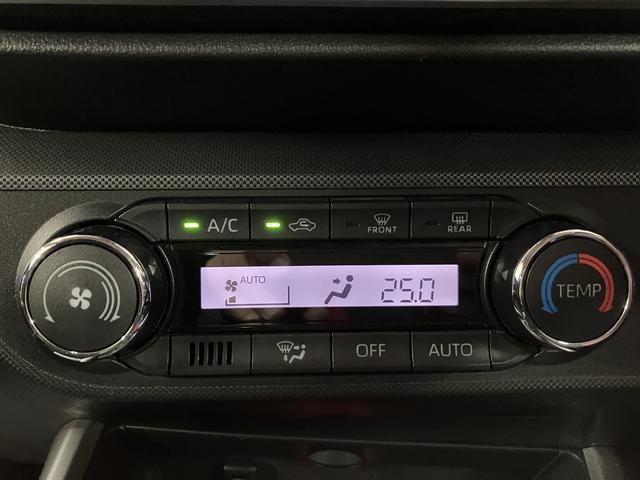 A/C FRONT REAR
AUTO
25.0 TEMP
OFF AUTO